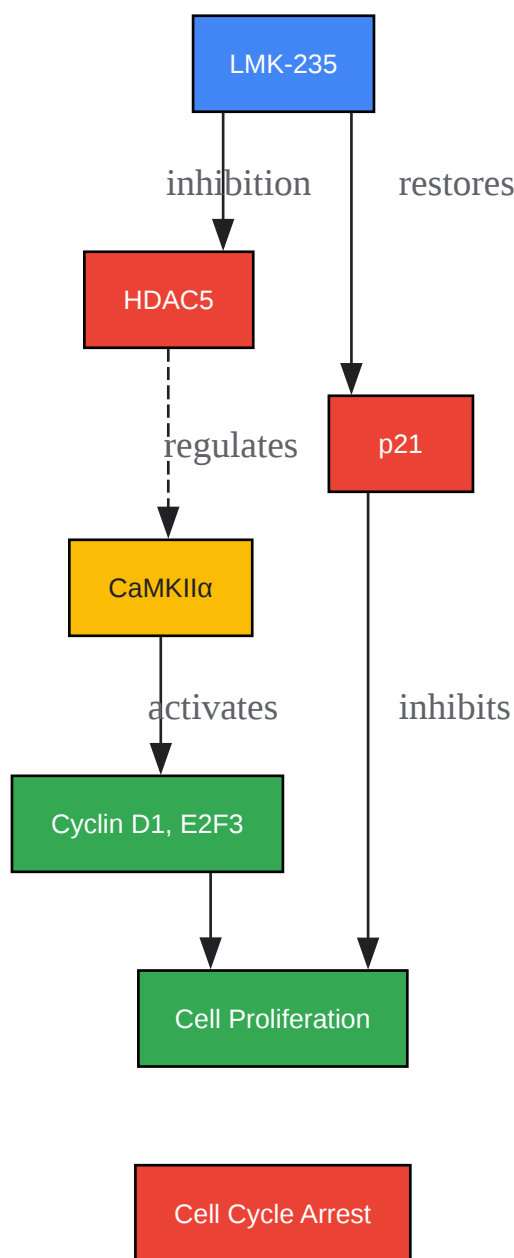 LMK-235
inhibition
restores
HDAC5
p21
regulates
CaMKIIα
activates
inhibits
Cyclin D1, E2F3
Cell Proliferation
Cell Cycle Arrest